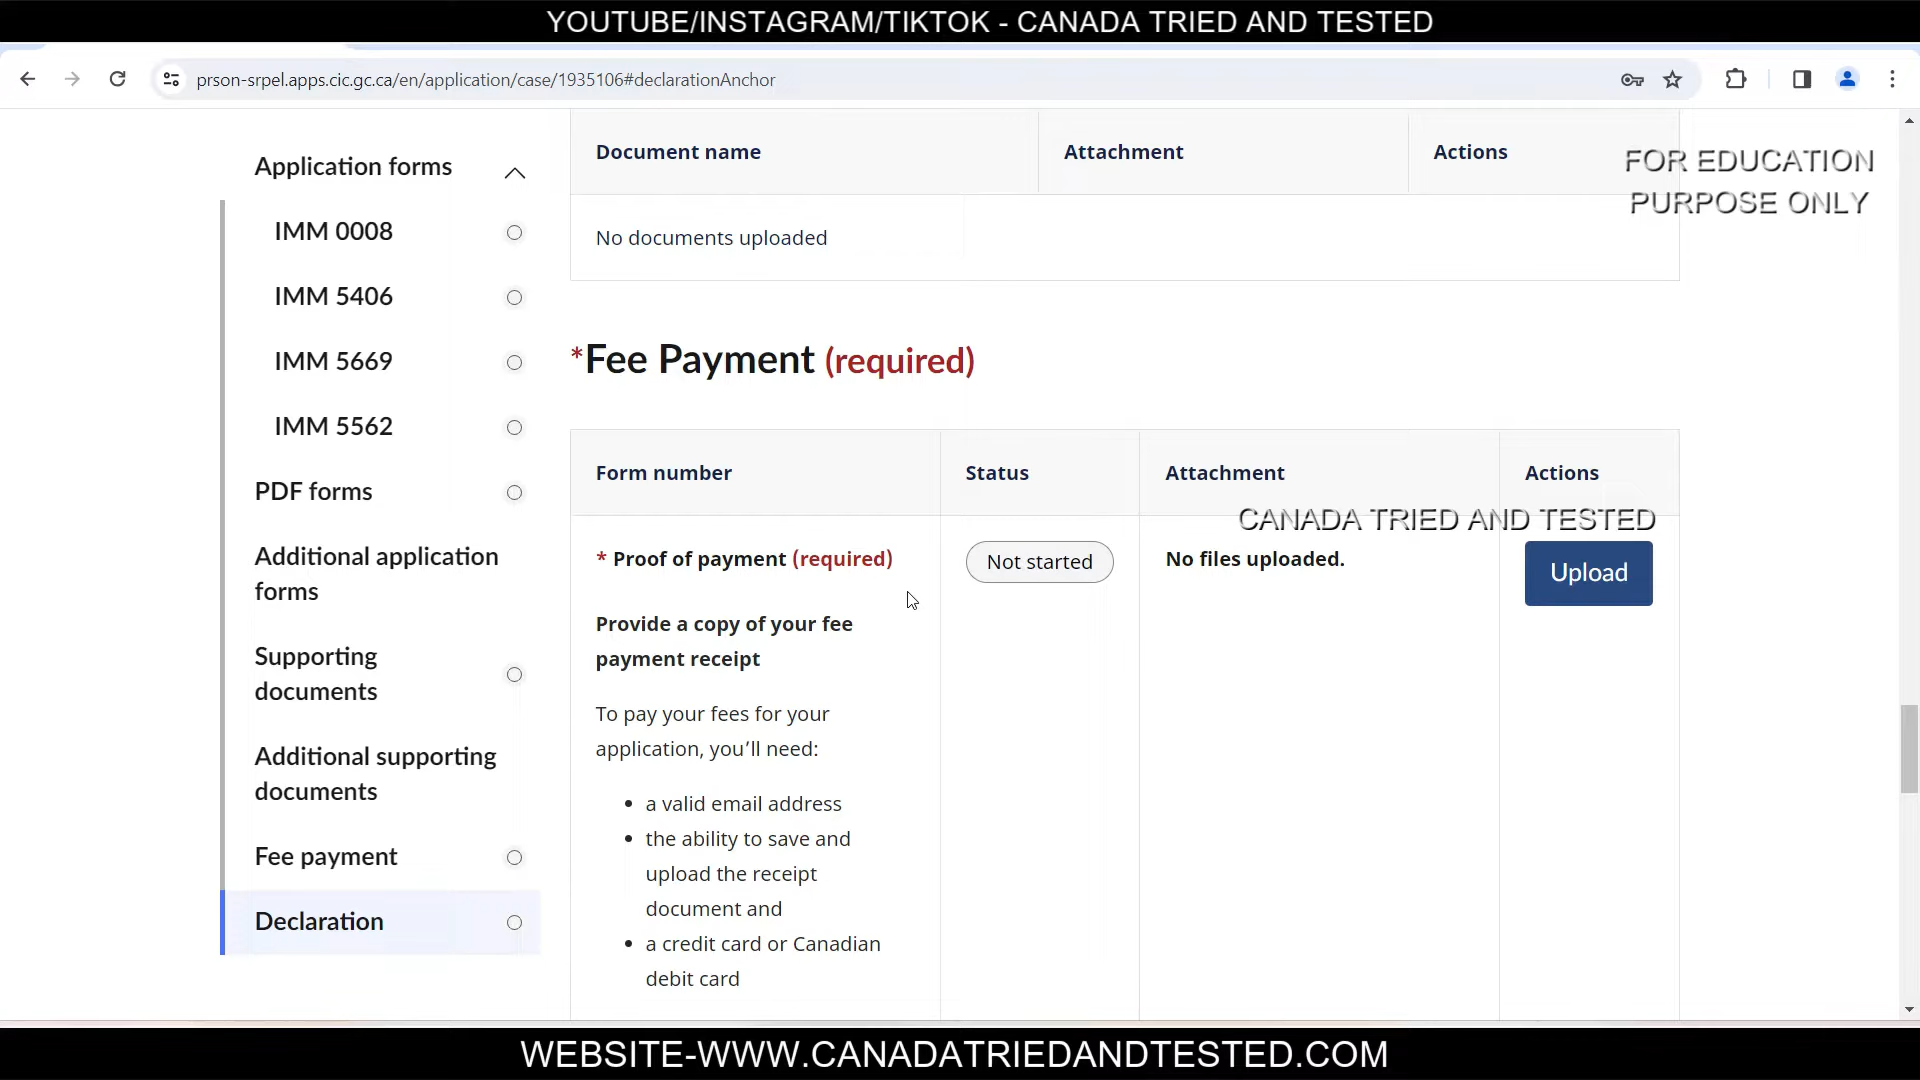 YOUTUBE/INSTAGRAM/TIKTOK - CANADA TRIED AND TESTED
prson-srpel.apps.cic.gc.ca/en/application/case/1935106#declarationAnchor
Application forms
IMM 0008
IMM 5406
IMM 5669
IMM 5562
PDF forms
Additional application
forms
Supporting
documents
Additional supporting
documents
Fee payment
Declaration
Document name Attachment Actions
FOR EDUCATION
PURPOSE ONLY
No documents uploaded
*Fee Payment (required)
Form number Status Attachment Actions
CANADA TRIED AND TESTED
* Proof of payment (required) Not started No files uploaded. Upload
Provide a copy of your fee
payment receipt
To pay your fees for your
application, you’ll need:
• a valid email address
• the ability to save and
upload the receipt
document and
• a credit card or Canadian
debit card
WEBSITE-WWW.CANADATRIEDANDTESTED.COM